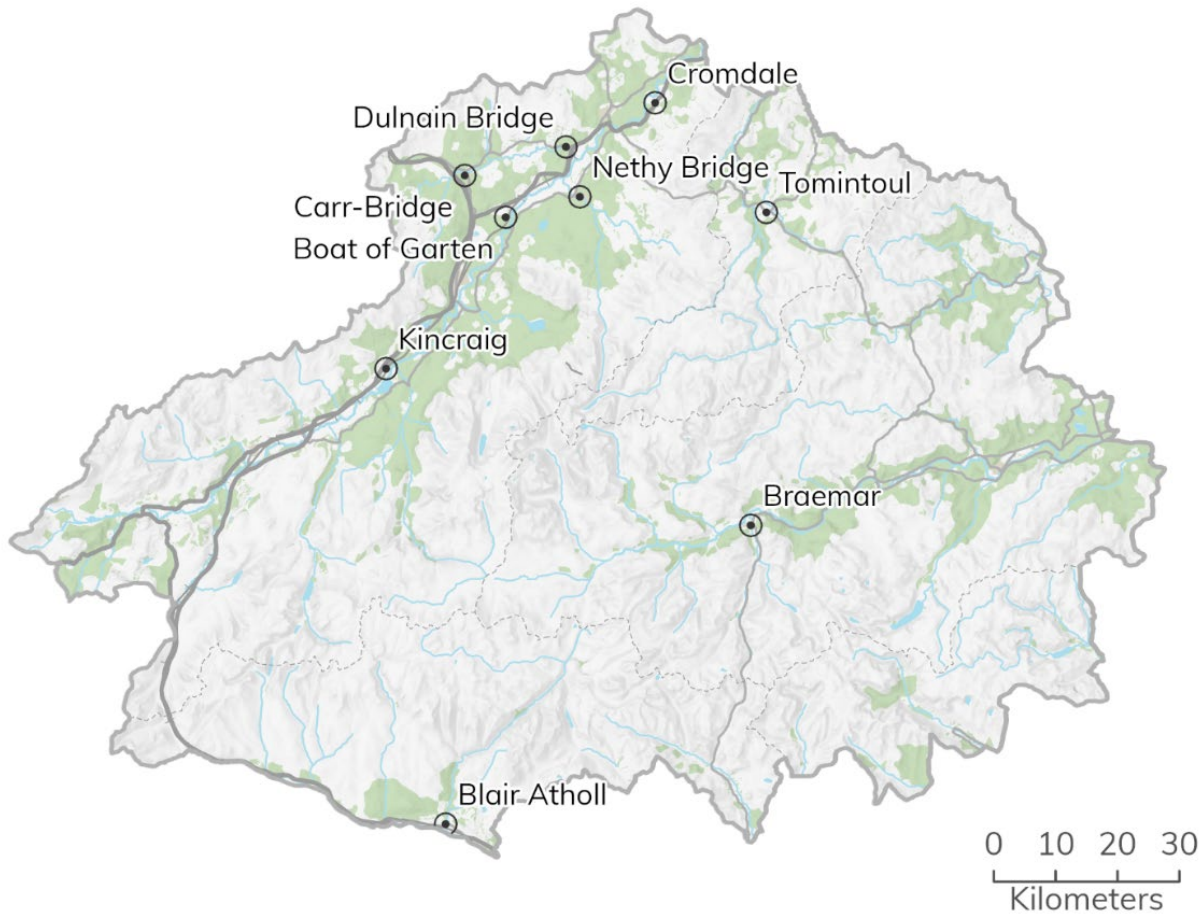 Cromdale
Dulnain Bridge
Nethy Bridge
Tomintoul
Carr-Bridge
Boat of Garten
Kincraig
Braemar
Blair Atholl
0 10 20 30
Kilometers